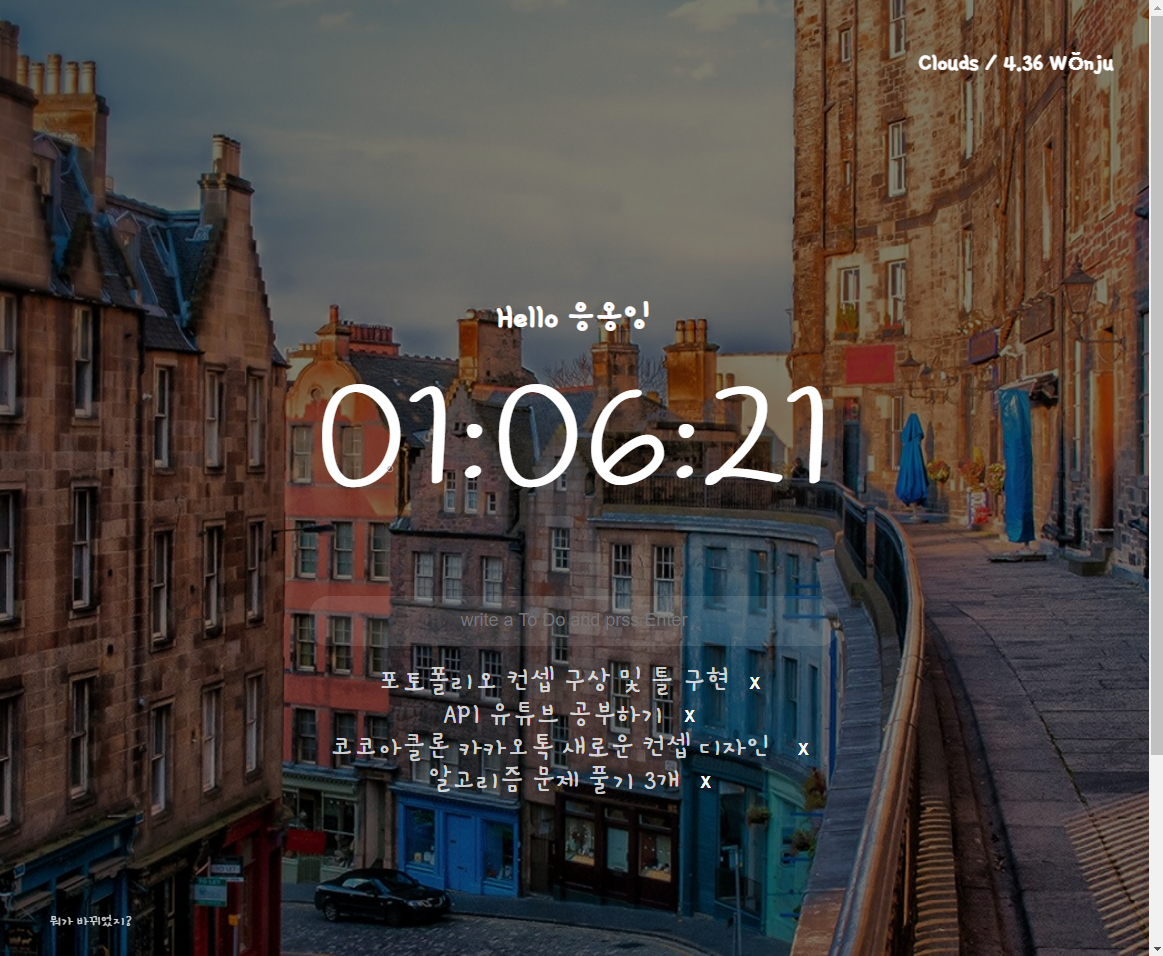 Clouds / 4.36 Wŏnju
Hello 응옹잉
01:06:21
write a To Do and prss Enter
포토폴리오 컨셉 구상 및 틀 구현 x
API 유튜브 공부하기 x
코코아쿨론 카카오톡 새로운 컨셉 디자인 x
알고리즘 문제 풀기 3개 x
뭐가 바뀌었지?